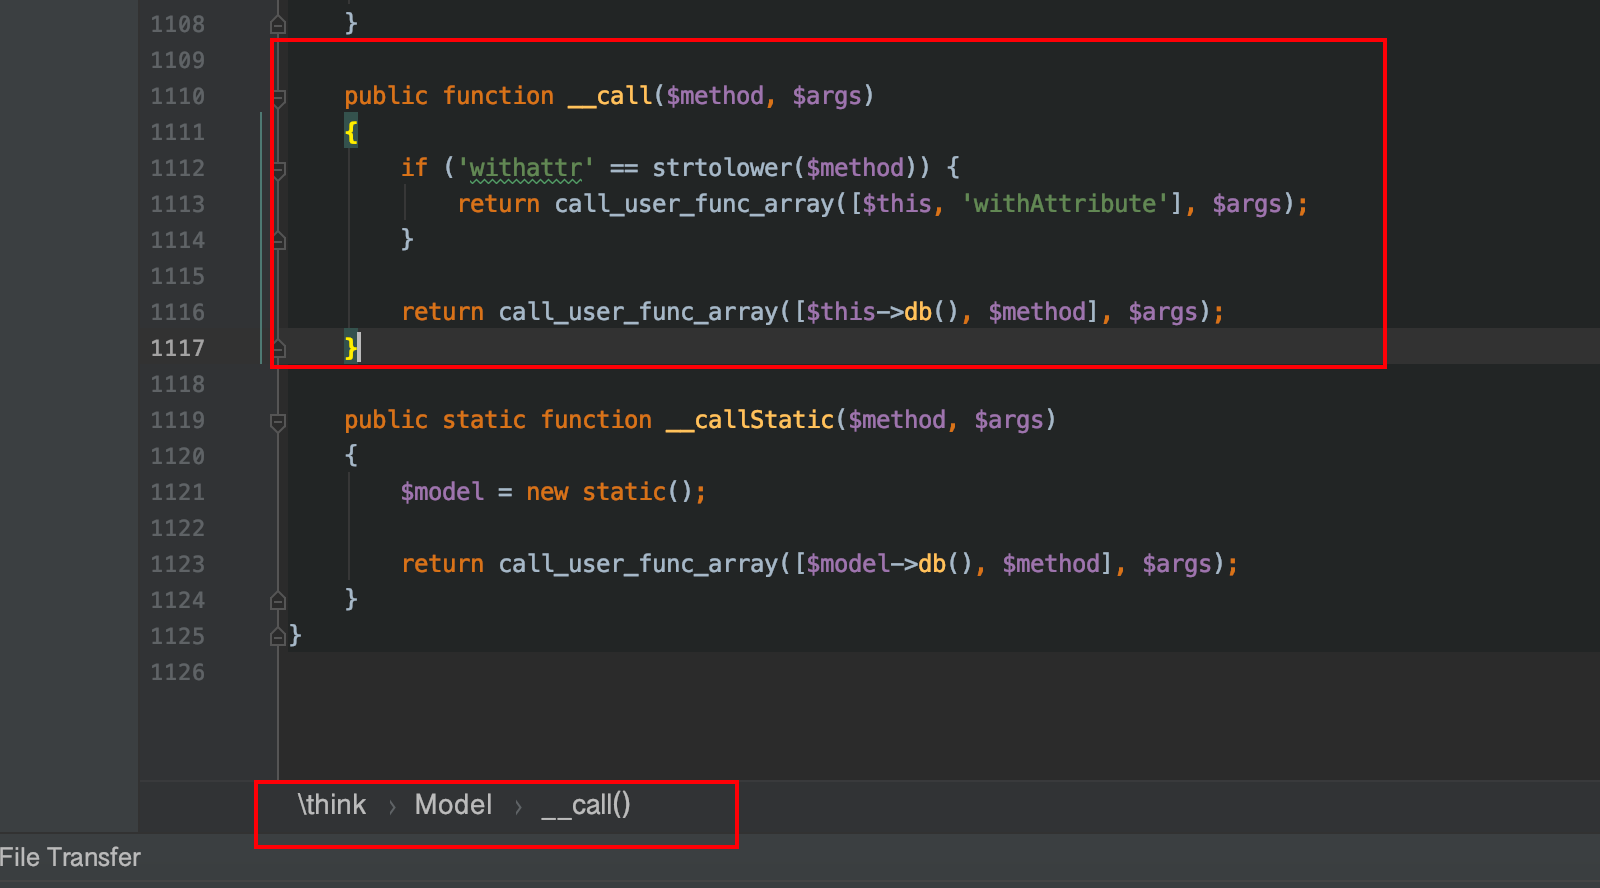 1108 }
1109
1110 public function __call($method, $args)
1111 {
1112 if ('withattr' == strtolower($method)) {
1113 return call_user_func_array([$this, 'withAttribute'], $args);
1114 }
1115
1116 return call_user_func_array([$this->db(), $method], $args);
1117 }
1118
1119 public static function __callStatic($method, $args)
1120 {
1121 $model = new static();
1122
1123 return call_user_func_array([$model->db(), $method], $args);
1124 }
1125 }
1126
\think › Model › __call()
File Transfer